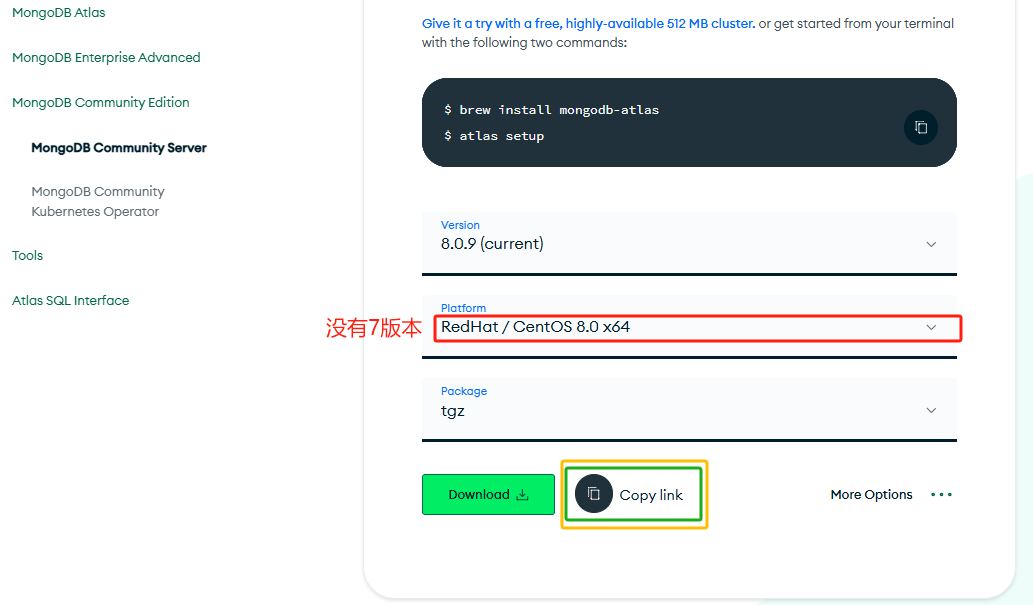 MongoDB Atlas
MongoDB Enterprise Advanced
MongoDB Community Edition
MongoDB Community Server
MongoDB Community
Kubernetes Operator
Tools
Atlas SQL Interface
Give it a try with a free, highly-available 512 MB cluster. or get started from your terminal
with the following two commands:
$ brew install mongodb-atlas
$ atlas setup
Version
8.0.9 (current)
Platform
没有7版本
RedHat / CentOS 8.0 x64
Package
tgz
Download
Copy link
More Options